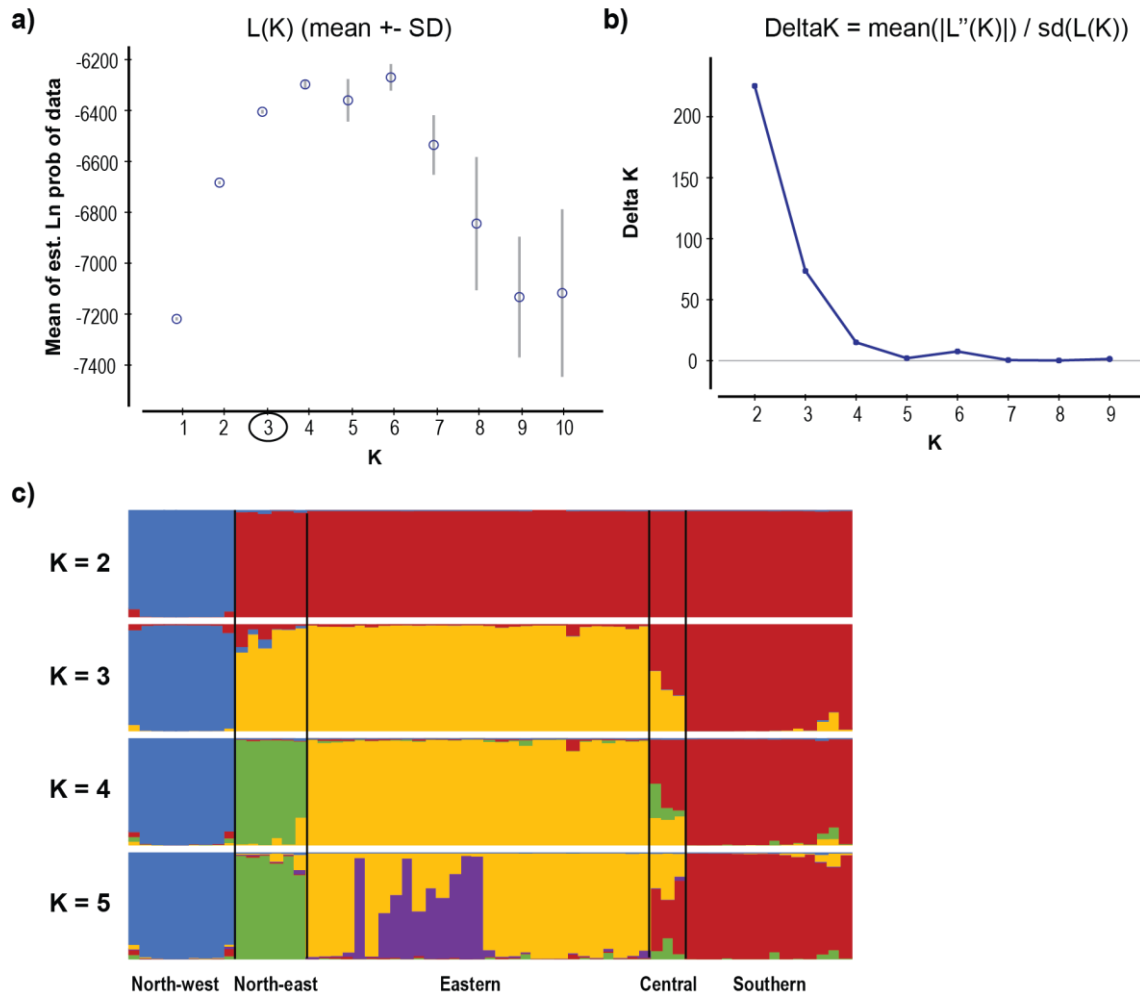 a)
L(K) (mean +- SD)
Mean of est. Ln prob of data
-6200
-6400
-6600
-6800
-7000
-7200
-7400
1 2 3 4 5 6 7 8 9 10
K
b)
DeltaK = mean(|L”(K)|) / sd(L(K))
Delta K
200
150
100
50
0
2 3 4 5 6 7 8 9
K
c)
K = 2
K = 3
K = 4
K = 5
North-west North-east Eastern Central Southern